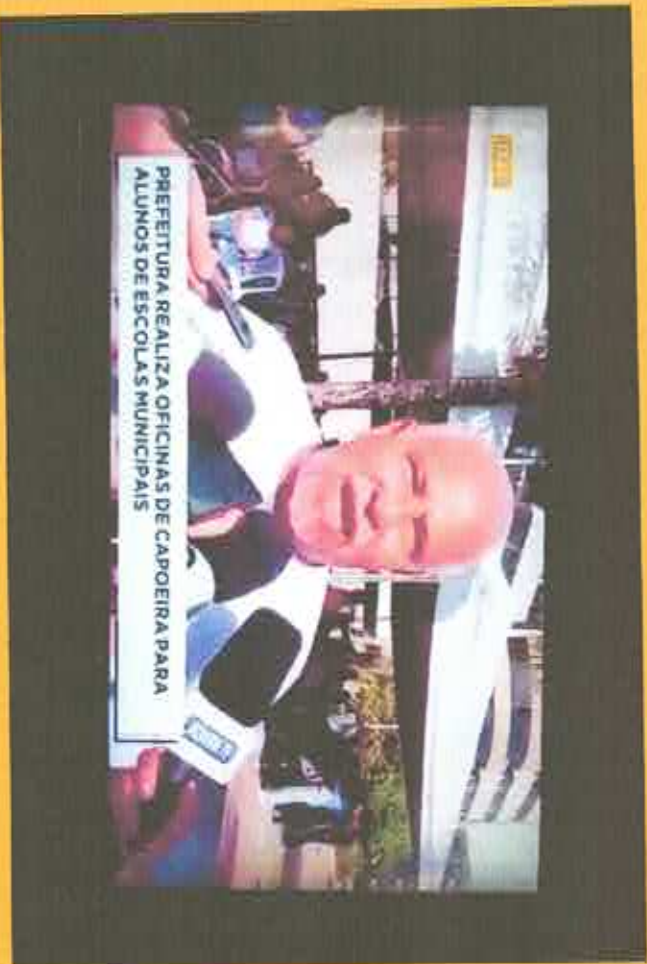 PREFEITURA REALIZA OFICINAS DE CAPOEIRA PARA
ALUNOS DE ESCOLAS MUNICIPAIS